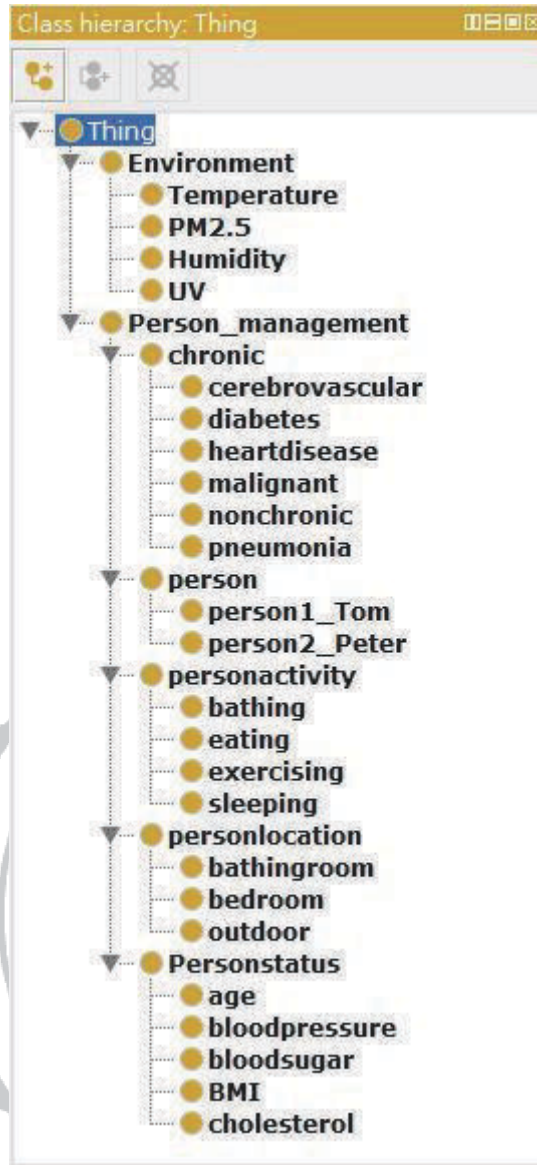 Class hierarchy: Thing
Thing
Environment
Temperature
PM2.5
Humidity
UV
Person_management
chronic
cerebrovascular
diabetes
heartdisease
malignant
nonchronic
pneumonia
person
person1_Tom
person2_Peter
personactivity
bathing
eating
exercising
sleeping
personlocation
bathingroom
bedroom
outdoor
Personstatus
age
bloodpressure
bloodsugar
BMI
cholesterol